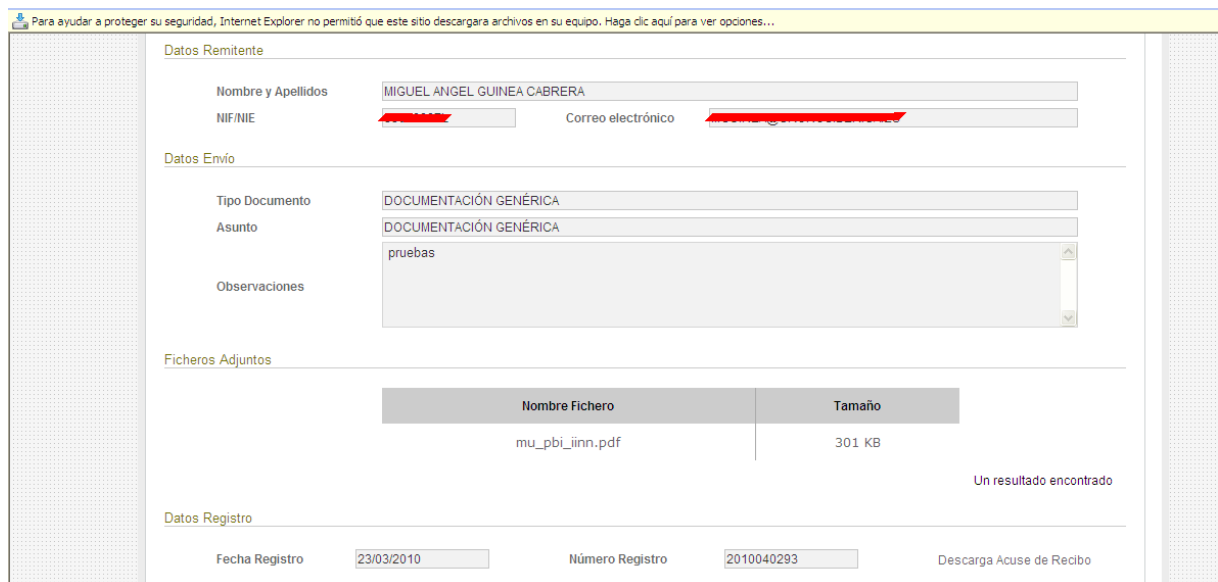 Para ayudar a proteger su seguridad, Internet Explorer no permitió que este sitio descargara archivos en su equipo. Haga clic aquí para ver opciones...
Datos Remitente
Nombre y Apellidos MIGUEL ANGEL GUINEA CABRERA
NIF/NIE Correo electrónico
Datos Envío
Tipo Documento DOCUMENTACIÓN GENÉRICA
Asunto DOCUMENTACIÓN GENÉRICA
Observaciones pruebas
Ficheros Adjuntos
Nombre Fichero Tamaño
mu_pbi_iinn.pdf 301 KB
Un resultado encontrado
Datos Registro
Fecha Registro 23/03/2010 Número Registro 2010040293 Descarga Acuse de Recibo